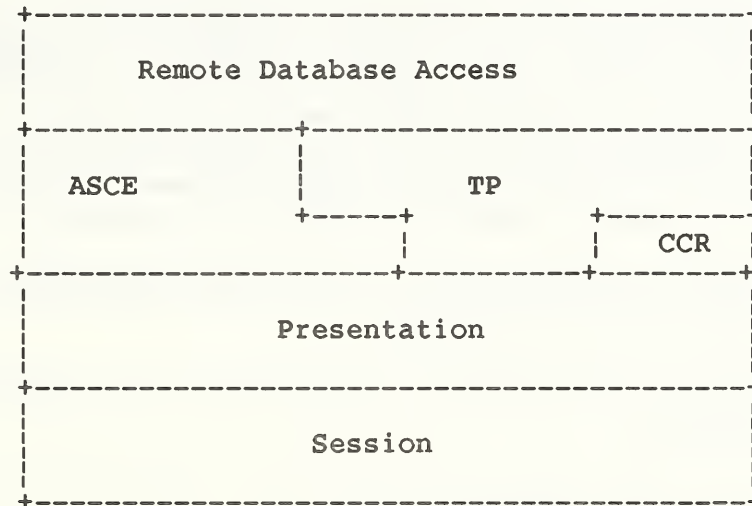 Remote Database Access
ASCE TP
CCR
Presentation
Session